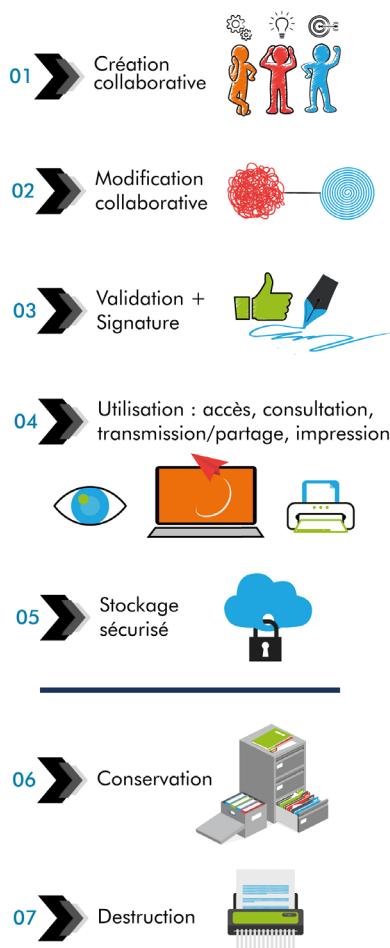 01
Création
collaborative
02
Modification
collaborative
03
Validation +
Signature
04
Utilisation : accès, consultation,
transmission/partage, impression
05
Stockage
sécurisé
06
Conservation
07
Destruction